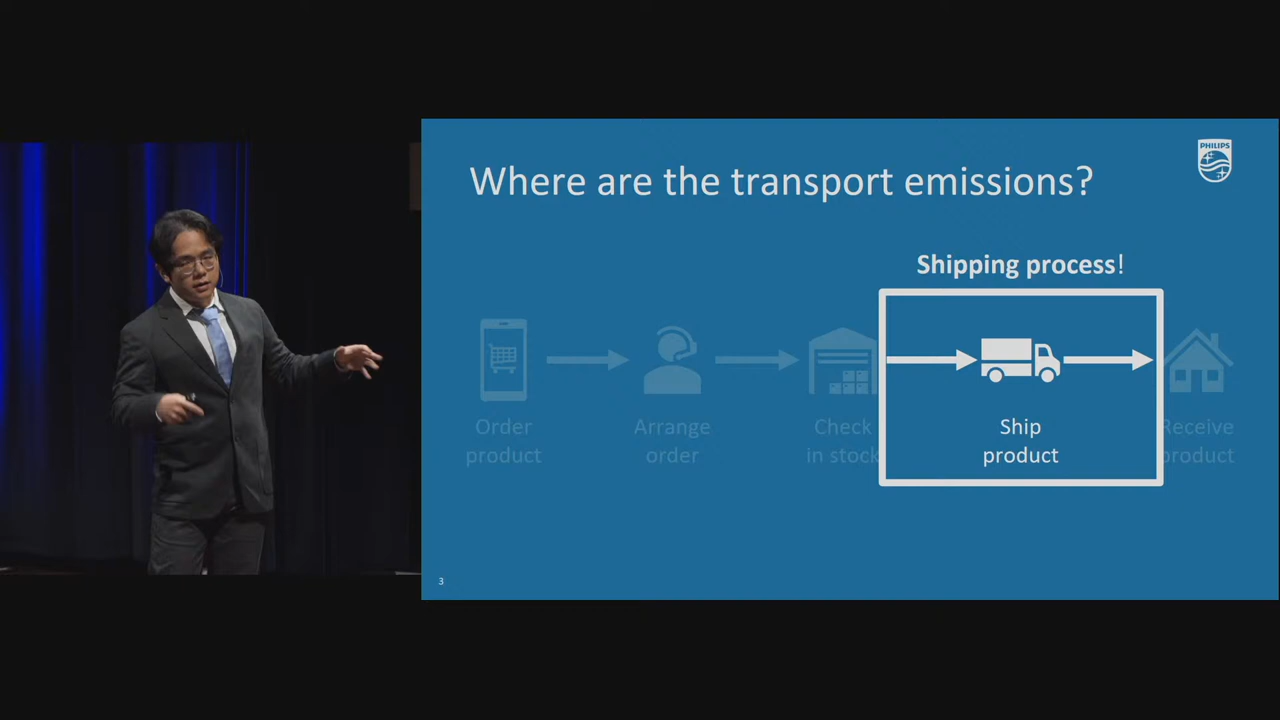 Where are the transport emissions?
PHILIPS
Shipping process!
Order
product
Arrange
order
Check
in stock
Ship
product
Receive
product
3